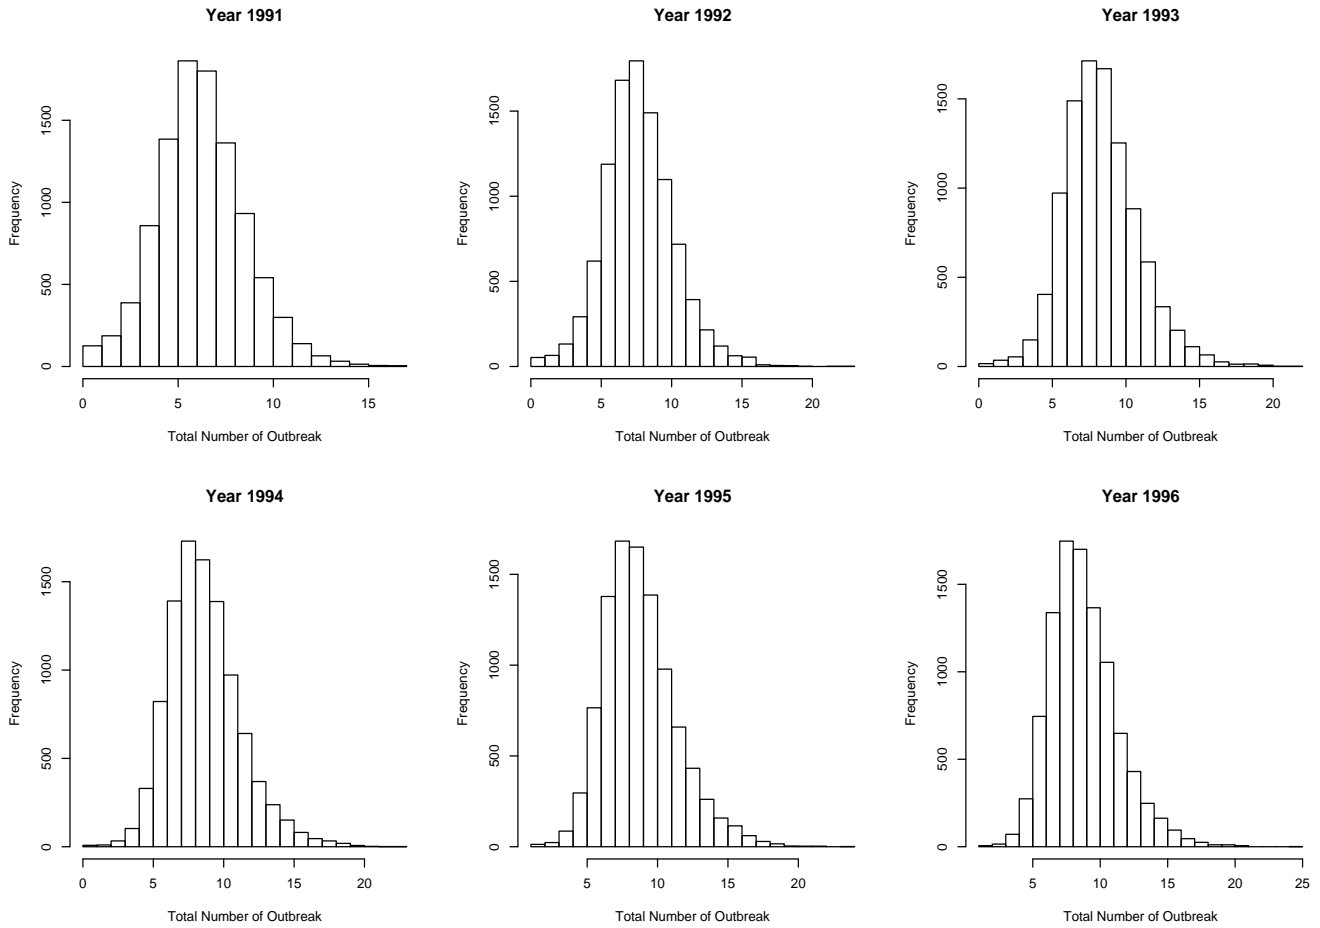 Year 1991
Frequency
1500
1000
500
0
0 5 10 15
Total Number of Outbreak
Year 1992
Frequency
1500
1000
500
0
0 5 10 15 20
Total Number of Outbreak
Year 1993
Frequency
1500
1000
500
0
0 5 10 15 20
Total Number of Outbreak
Year 1994
Frequency
1500
1000
500
0
0 5 10 15 20
Total Number of Outbreak
Year 1995
Frequency
1500
1000
500
0
5 10 15 20
Total Number of Outbreak
Year 1996
Frequency
1500
1000
500
0
5 10 15 20 25
Total Number of Outbreak